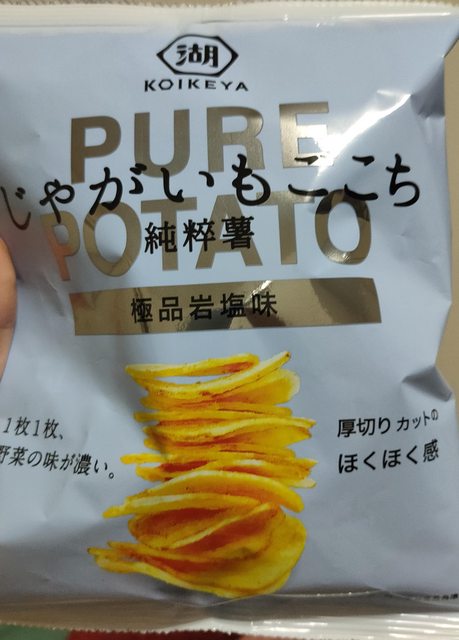 湖
KOIKEYA
PURE
じゃがいもここち
POTATO
純粋薯
極品岩塩味
1枚1枚、
野菜の味が濃い。
厚切りカットの
ほくほく感